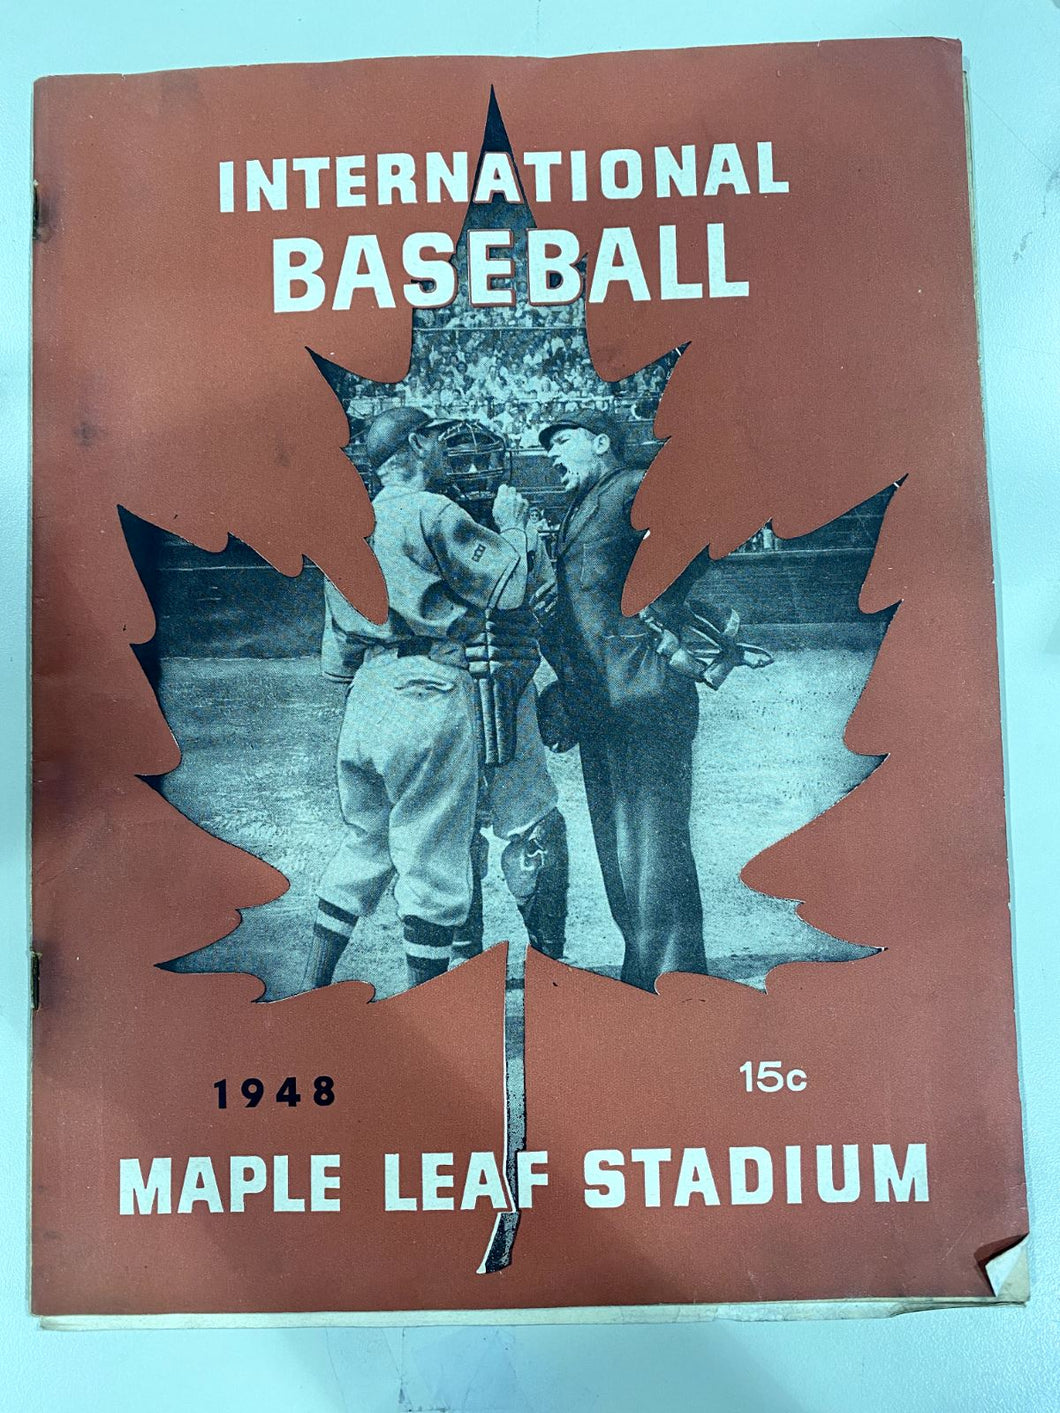 INTERNATIONAL
BASEBALL
1948
15c
MAPLE LEAF STADIUM